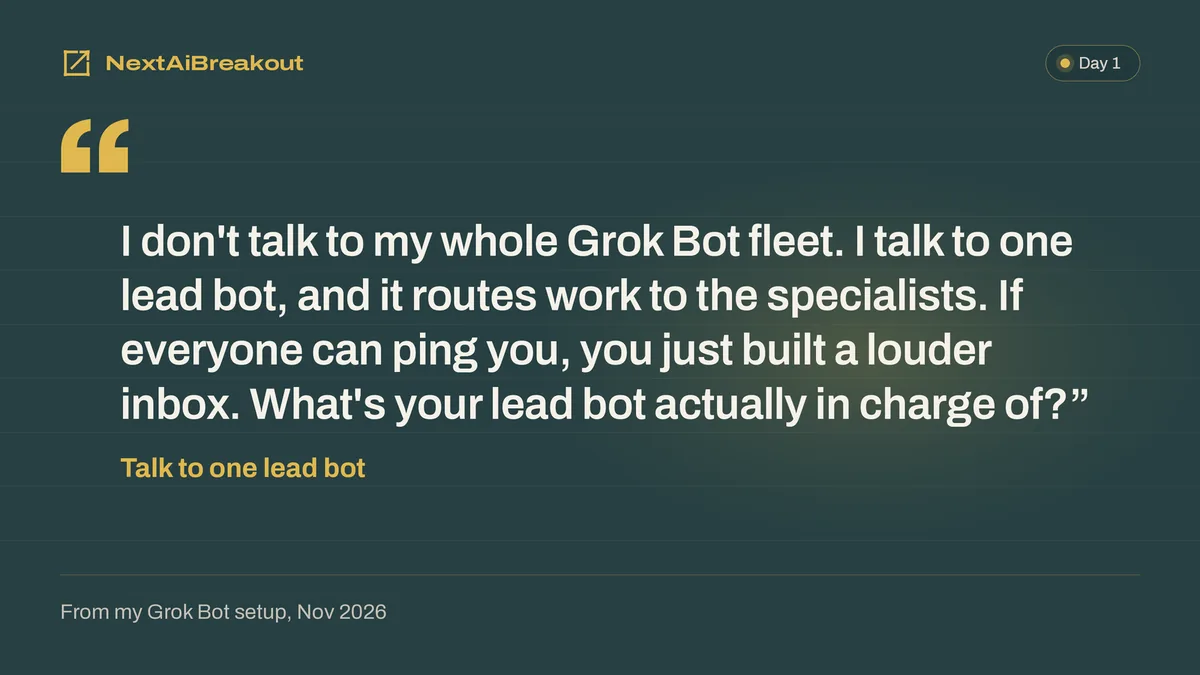 NextAiBreakout
Day 1
“
I don't talk to my whole Grok Bot fleet. I talk to one
lead bot, and it routes work to the specialists. If
everyone can ping you, you just built a louder
inbox. What's your lead bot actually in charge of?”
Talk to one lead bot
From my Grok Bot setup, Nov 2026